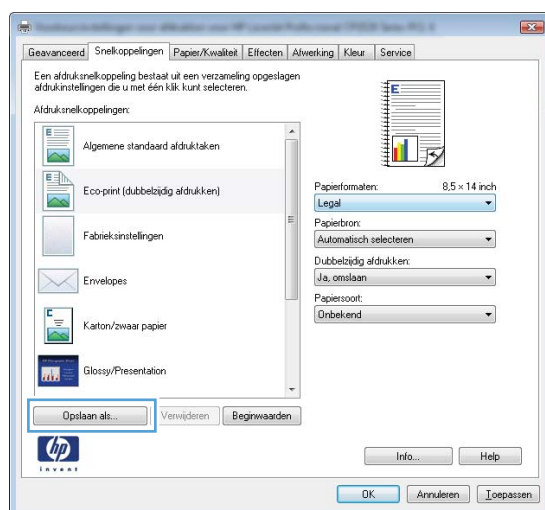 Geavanceerd Snelkoppelingen Papier/Kwaliteit Effecten Afwerking Kleur Service
Een afdruksnelkoppeling bestaat uit een verzameling opgeslagen
afdrukinstellingen die u met één klik kunt selecteren.
Afdruksnelkoppelingen:
Algemene standaard afdruktaken
Eco-print (dubbelzijdig afdrukken)
Fabrieksinstellingen
Envelopes
Karton/zwaar papier
Glossy/Presentation
Opslaan als... Verwijderen Beginwaarden
Papierformaten: 8,5 × 14 inch
Legal
Papierbron:
Automatisch selecteren
Dubbelzijdig afdrukken:
Ja, omslaan
Papiersoort:
Onbekend
hp
invent
Info... Help
OK Annuleren Toepassen